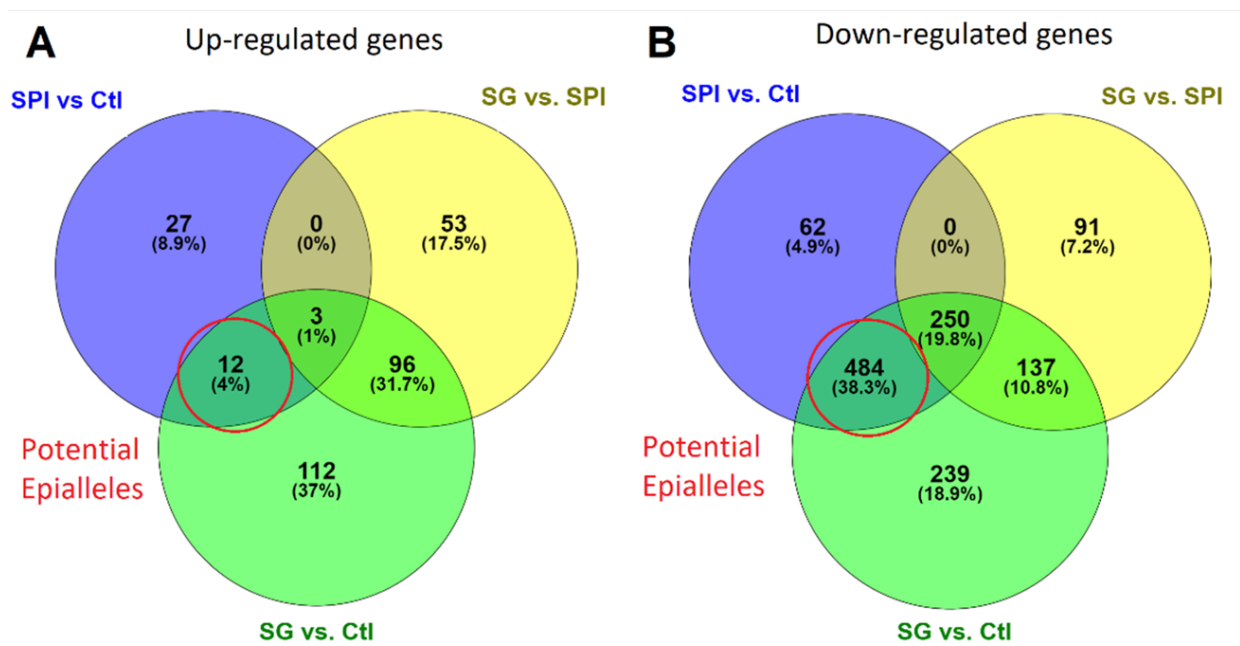 A
Up-regulated genes
SPI vs Ctl
SG vs. SPI
27
(8.9%)
0
(0%)
53
(17.5%)
3
(1%)
12
(4%)
96
(31.7%)
Potential
Epialleles
112
(37%)
SG vs. Ctl
B
Down-regulated genes
SPI vs. Ctl
SG vs. SPI
62
(4.9%)
0
(0%)
91
(7.2%)
250
(19.8%)
484
(38.3%)
137
(10.8%)
Potential
Epialleles
239
(18.9%)
SG vs. Ctl